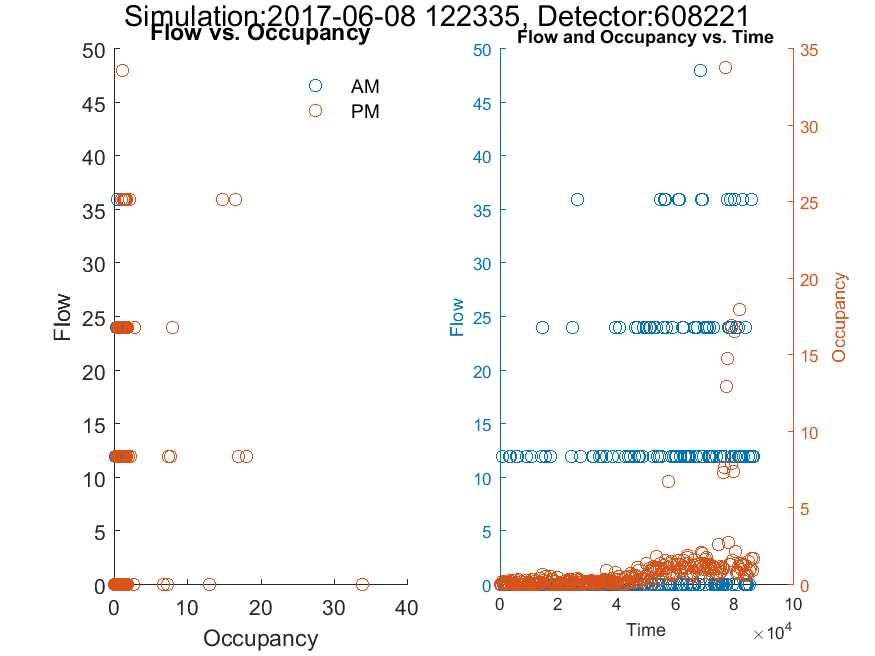 Simulation:2017-06-08 122335, Detector:608221
Flow vs. Occupancy
Flow and Occupancy vs. Time
AM
PM
50
45
40
35
30
25
20
15
10
5
0
Flow
0 10 20 30 40
Occupancy
50
45
40
35
30
25
20
15
10
5
0
Flow
35
30
25
20
15
10
5
0
Occupancy
0 2 4 6 8 10
Time
×10⁴